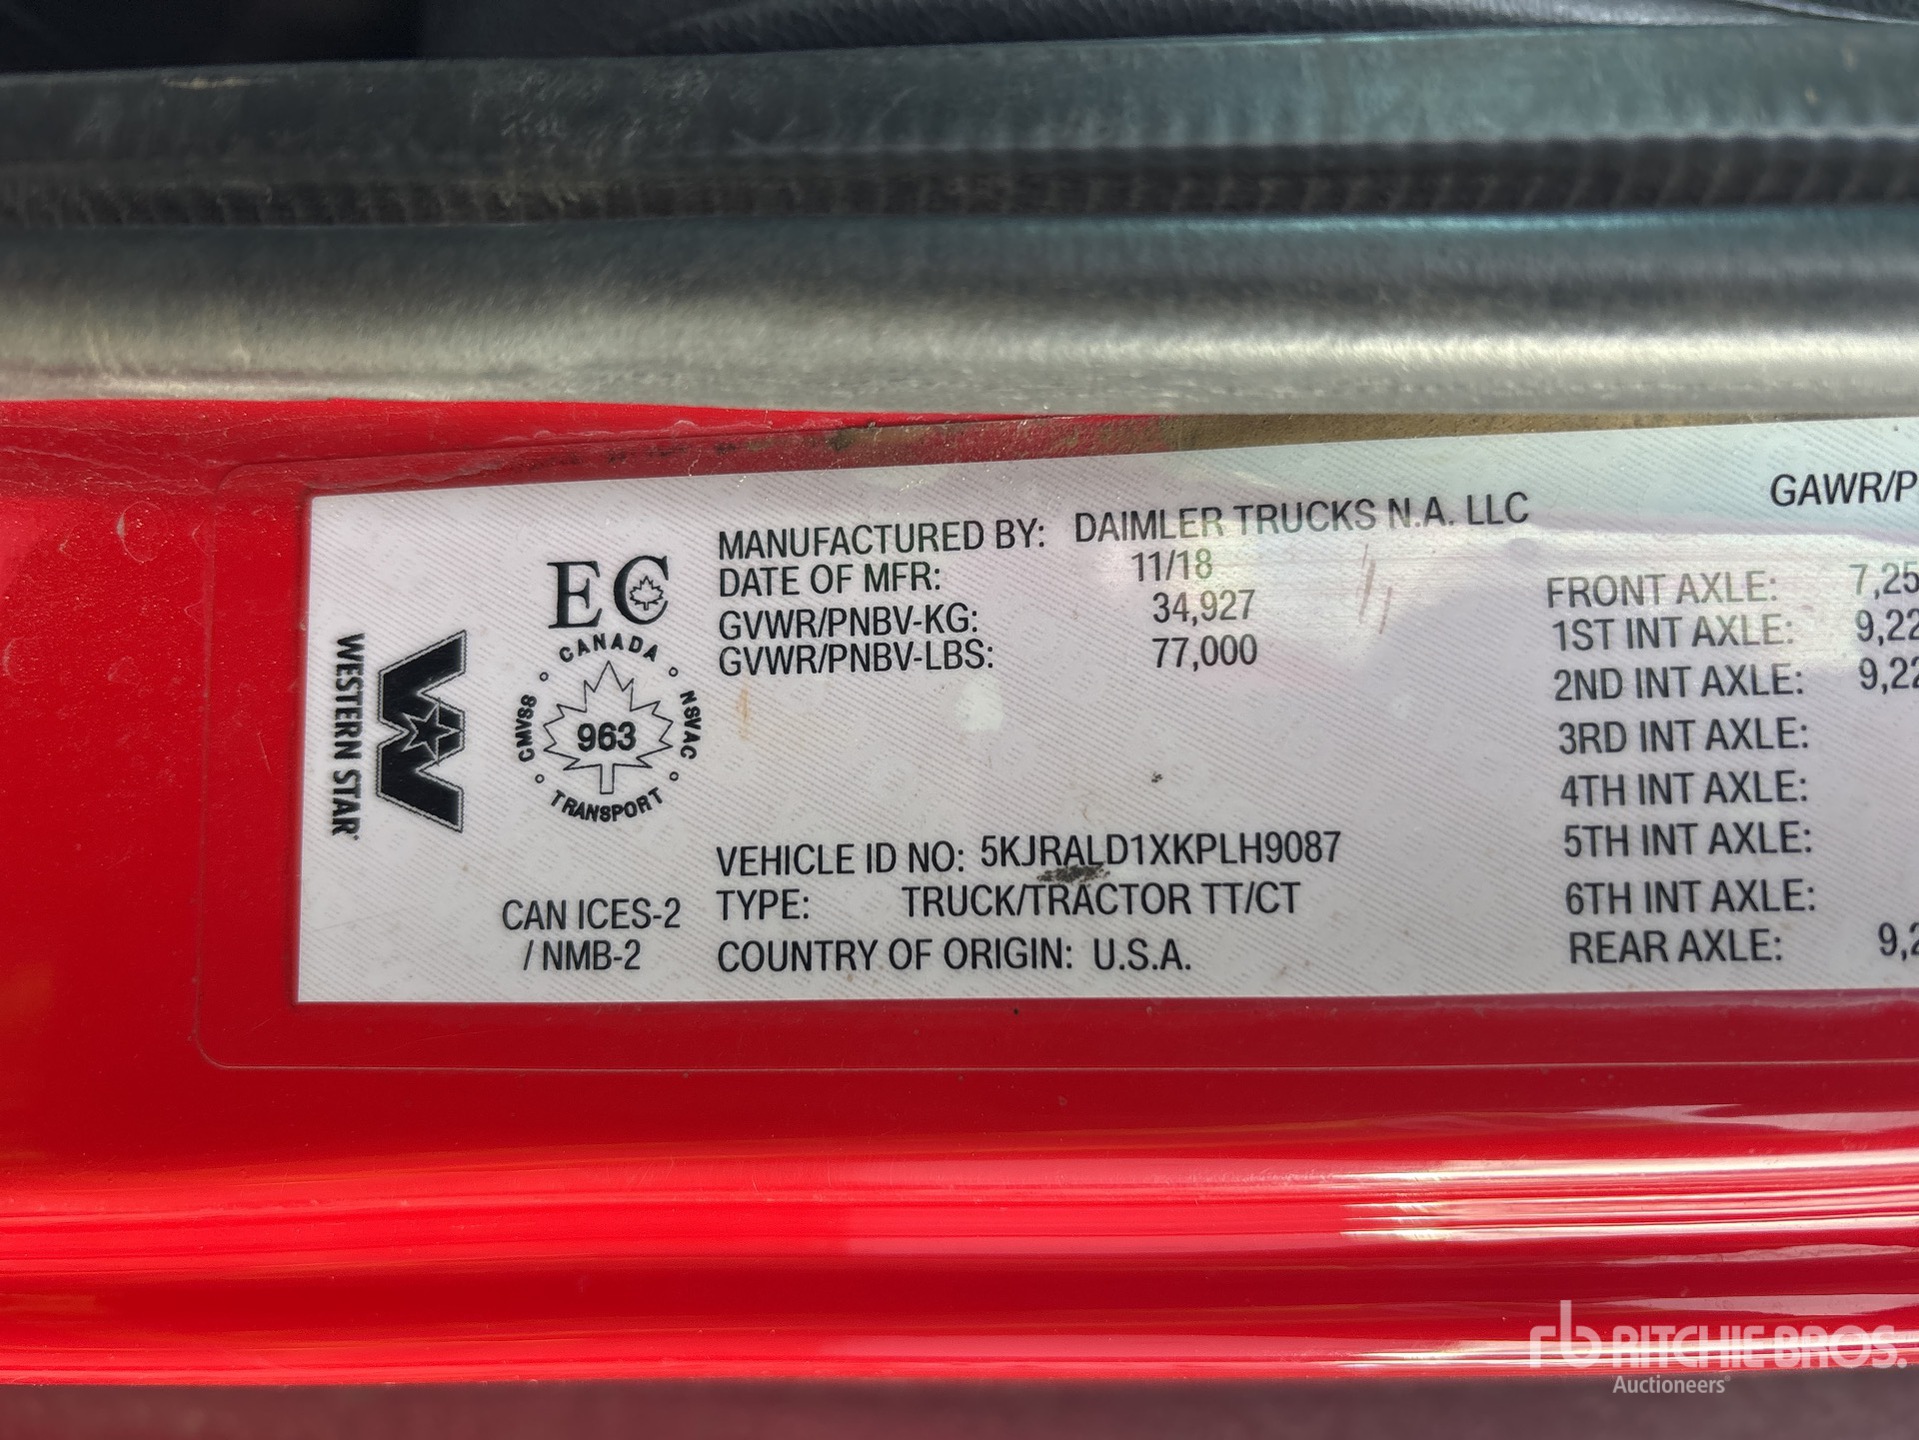 MANUFACTURED BY: DAIMLER TRUCKS N.A. LLC
DATE OF MFR: 11/18
GVWR/PNBV-KG: 34,927
GVWR/PNBV-LBS: 77,000
VEHICLE ID NO: 5KJRALD1XKPLH9087
TYPE: TRUCK/TRACTOR TT/CT
COUNTRY OF ORIGIN: U.S.A.
WESTERN STAR
EC
CANADA
CMVSS
963
NSVAC
TRANSPORT
CAN ICES-2
/ NMB-2
GAWR/P
FRONT AXLE: 7,25
1ST INT AXLE: 9,22
2ND INT AXLE: 9,22
3RD INT AXLE:
4TH INT AXLE:
5TH INT AXLE:
6TH INT AXLE:
REAR AXLE: 9,2
rb RITCHIE BROS.
Auctioneers